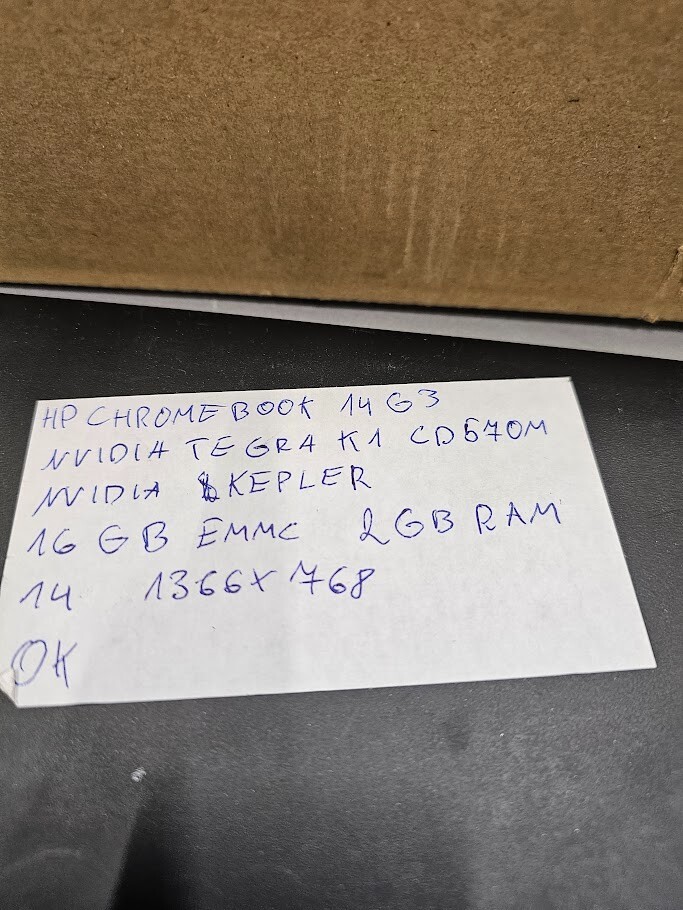 HP CHROMEBOOK 14 G3
NVIDIA TEGRA K1 CD570M
NVIDIA KEPLER
16 GB EMMC 2GB RAM
14 1366X768
OK